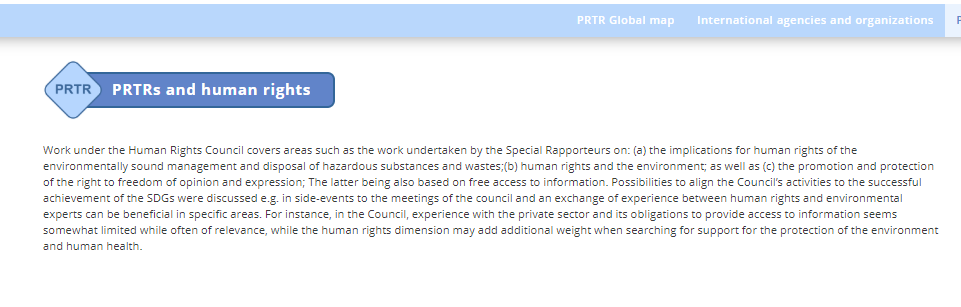 PRTR Global map International agencies and organizations
PRTR PRTRs and human rights
Work under the Human Rights Council covers areas such as the work undertaken by the Special Rapporteurs on: (a) the implications for human rights of the
environmentally sound management and disposal of hazardous substances and wastes;(b) human rights and the environment; as well as (c) the promotion and protection
of the right to freedom of opinion and expression; The latter being also based on free access to information. Possibilities to align the Council's activities to the successful
achievement of the SDGs were discussed e.g. in side-events to the meetings of the council and an exchange of experience between human rights and environmental
experts can be beneficial in specific areas. For instance, in the Council, experience with the private sector and its obligations to provide access to information seems
somewhat limited while often of relevance, while the human rights dimension may add additional weight when searching for support for the protection of the environment
and human health.